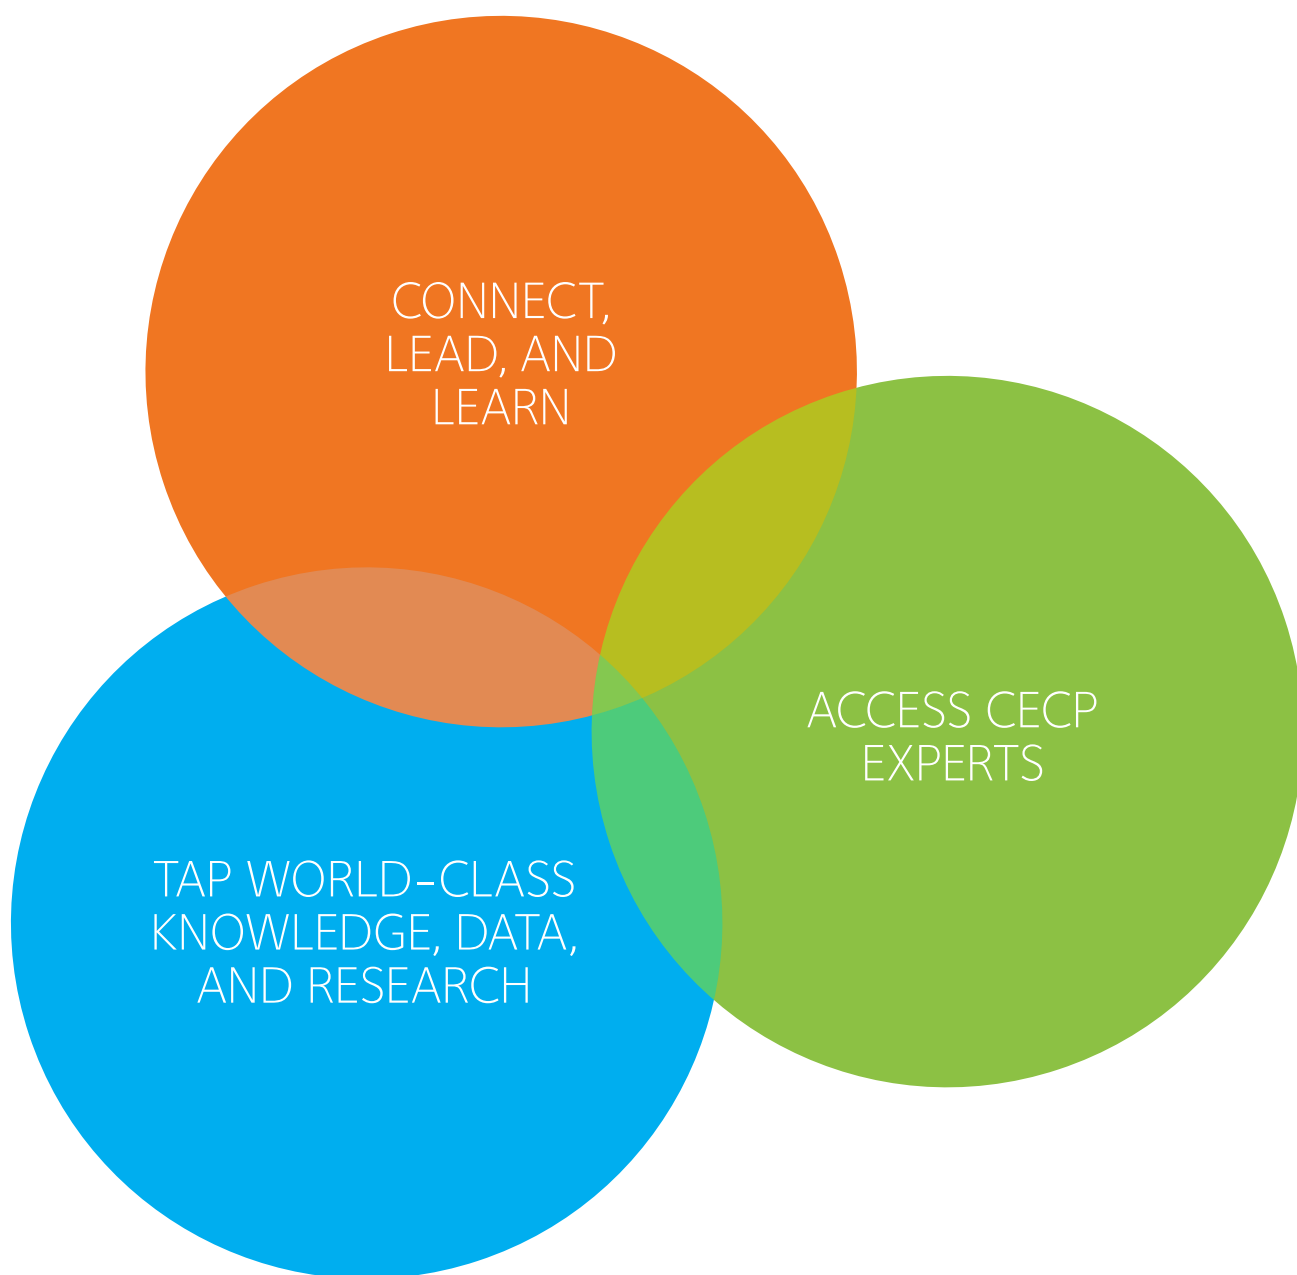 CONNECT,
LEAD, AND
LEARN
ACCESS CECP
EXPERTS
TAP WORLD-CLASS
KNOWLEDGE, DATA,
AND RESEARCH